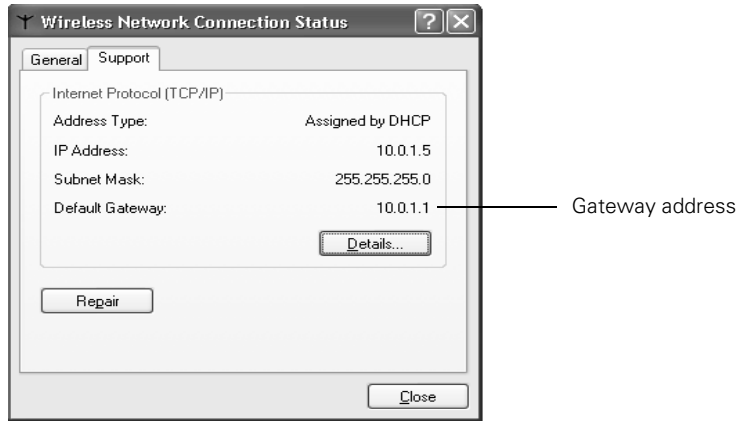 Wireless Network Connection Status
General Support
Internet Protocol (TCP/IP)
Address Type: Assigned by DHCP
IP Address: 10.0.1.5
Subnet Mask: 255.255.255.0
Default Gateway: 10.0.1.1 Gateway address
Details...
Repair
Close